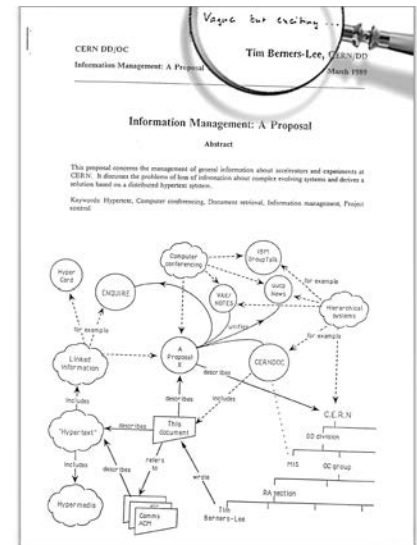 Vague but exciting ...
CERN DD/OC
Tim Berners-Lee, CERN/DD
Information Management: A Proposal
March 1989
Information Management: A Proposal
Abstract
This proposal concerns the management of general information about accelerators and experiments at
CERN. It discusses the problems of loss of information about complex evolving systems and derives a
solution based on a distributed hypertext system.
Keywords: Hypertext, Computer conferencing, Document retrieval, Information management, Project
control
IBM
GroupTalk
Computer
conferencing
Hyper
Card
ENQUIRE
VAX/
NOTES
uucp
News
for example
Hierarchical
systems
for example
unifies
for example
Linked
information
A
Proposal
X
CERNDOC
describes
includes
describes
includes
C.E.R.N
"Hypertext"
describes
This
document
DD division
includes
describes
refers
to
MIS
OC group
wrote
RA section
Hypermedia
Comms
ACM
Tim
Berners-Lee